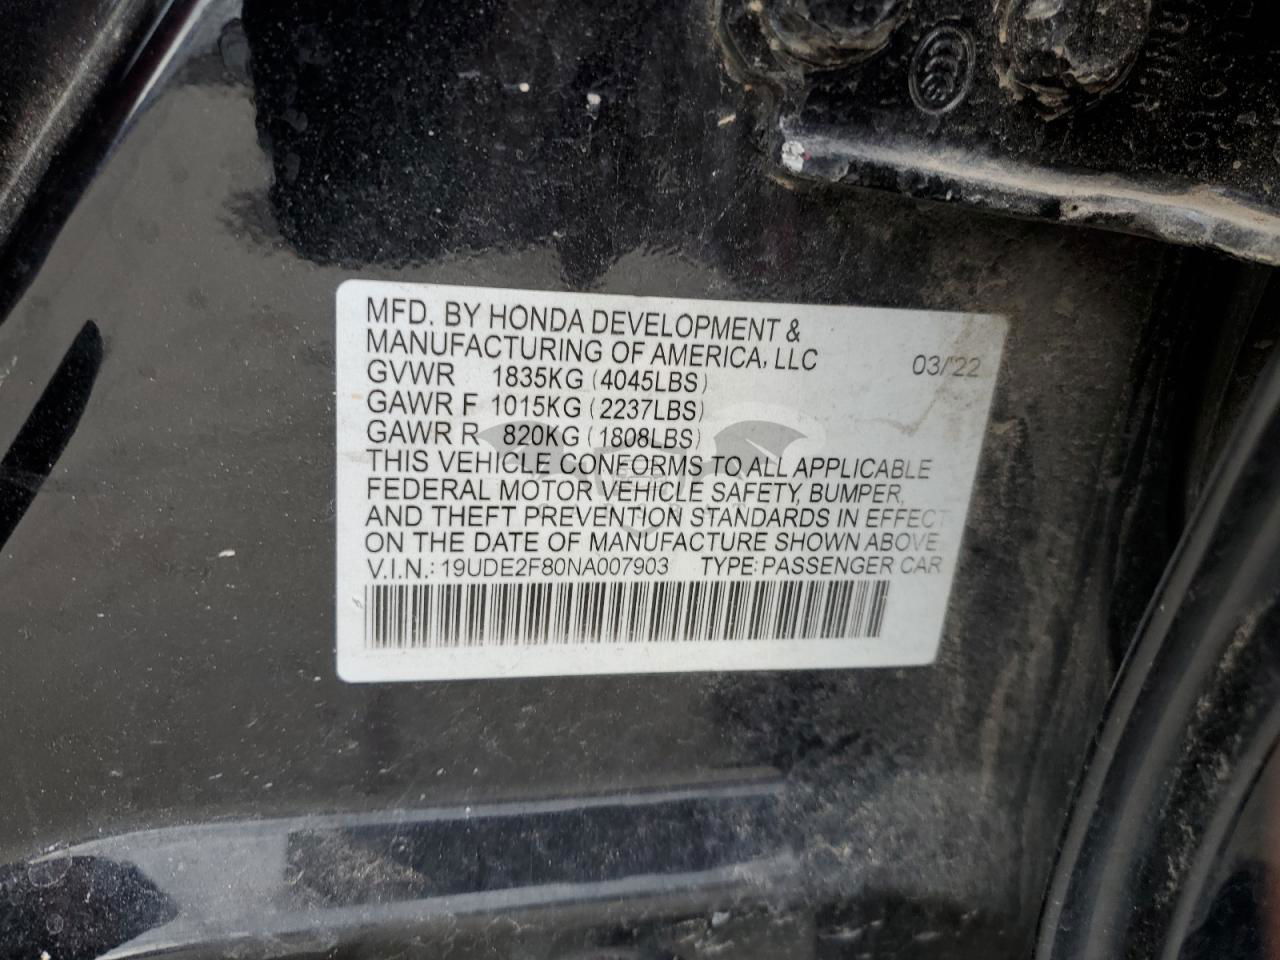 MFD. BY HONDA DEVELOPMENT &
MANUFACTURING OF AMERICA, LLC 03/'22
GVWR 1835KG (4045LBS)
GAWR F 1015KG (2237LBS)
GAWR R 820KG (1808LBS)
THIS VEHICLE CONFORMS TO ALL APPLICABLE
FEDERAL MOTOR VEHICLE SAFETY, BUMPER,
AND THEFT PREVENTION STANDARDS IN EFFECT
ON THE DATE OF MANUFACTURE SHOWN ABOVE
V.I.N.: 19UDE2F80NA007903 TYPE: PASSENGER CAR